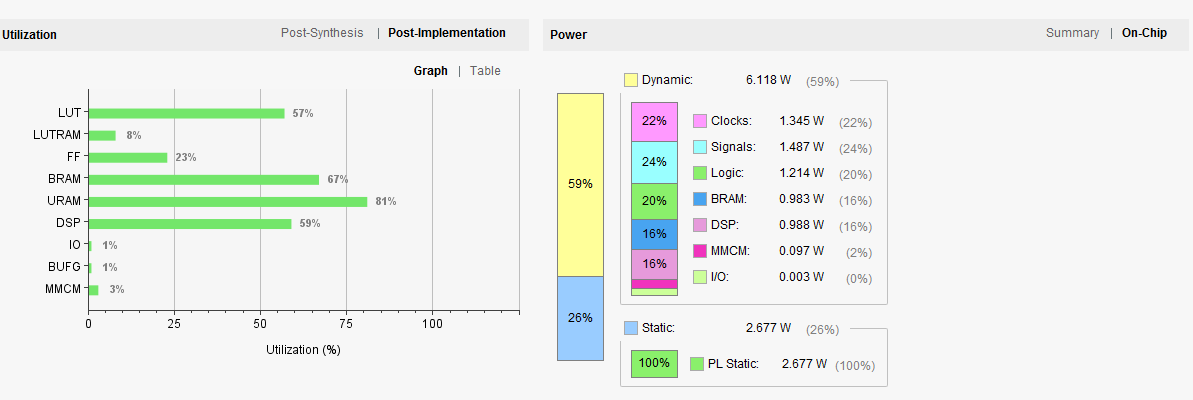 Utilization
Post-Synthesis | Post-Implementation
Graph | Table
LUT 57%
LUTRAM 8%
FF 23%
BRAM 67%
URAM 81%
DSP 59%
IO 1%
BUFG 1%
MMCM 3%
0 25 50 75 100
Utilization (%)
Power
Summary | On-Chip
59%
26%
Dynamic: 6.118 W (59%)
22% Clocks: 1.345 W (22%)
24% Signals: 1.487 W (24%)
20% Logic: 1.214 W (20%)
16% BRAM: 0.983 W (16%)
16% DSP: 0.988 W (16%)
MMCM: 0.097 W (2%)
I/O: 0.003 W (0%)
Static: 2.677 W (26%)
100% PL Static: 2.677 W (100%)